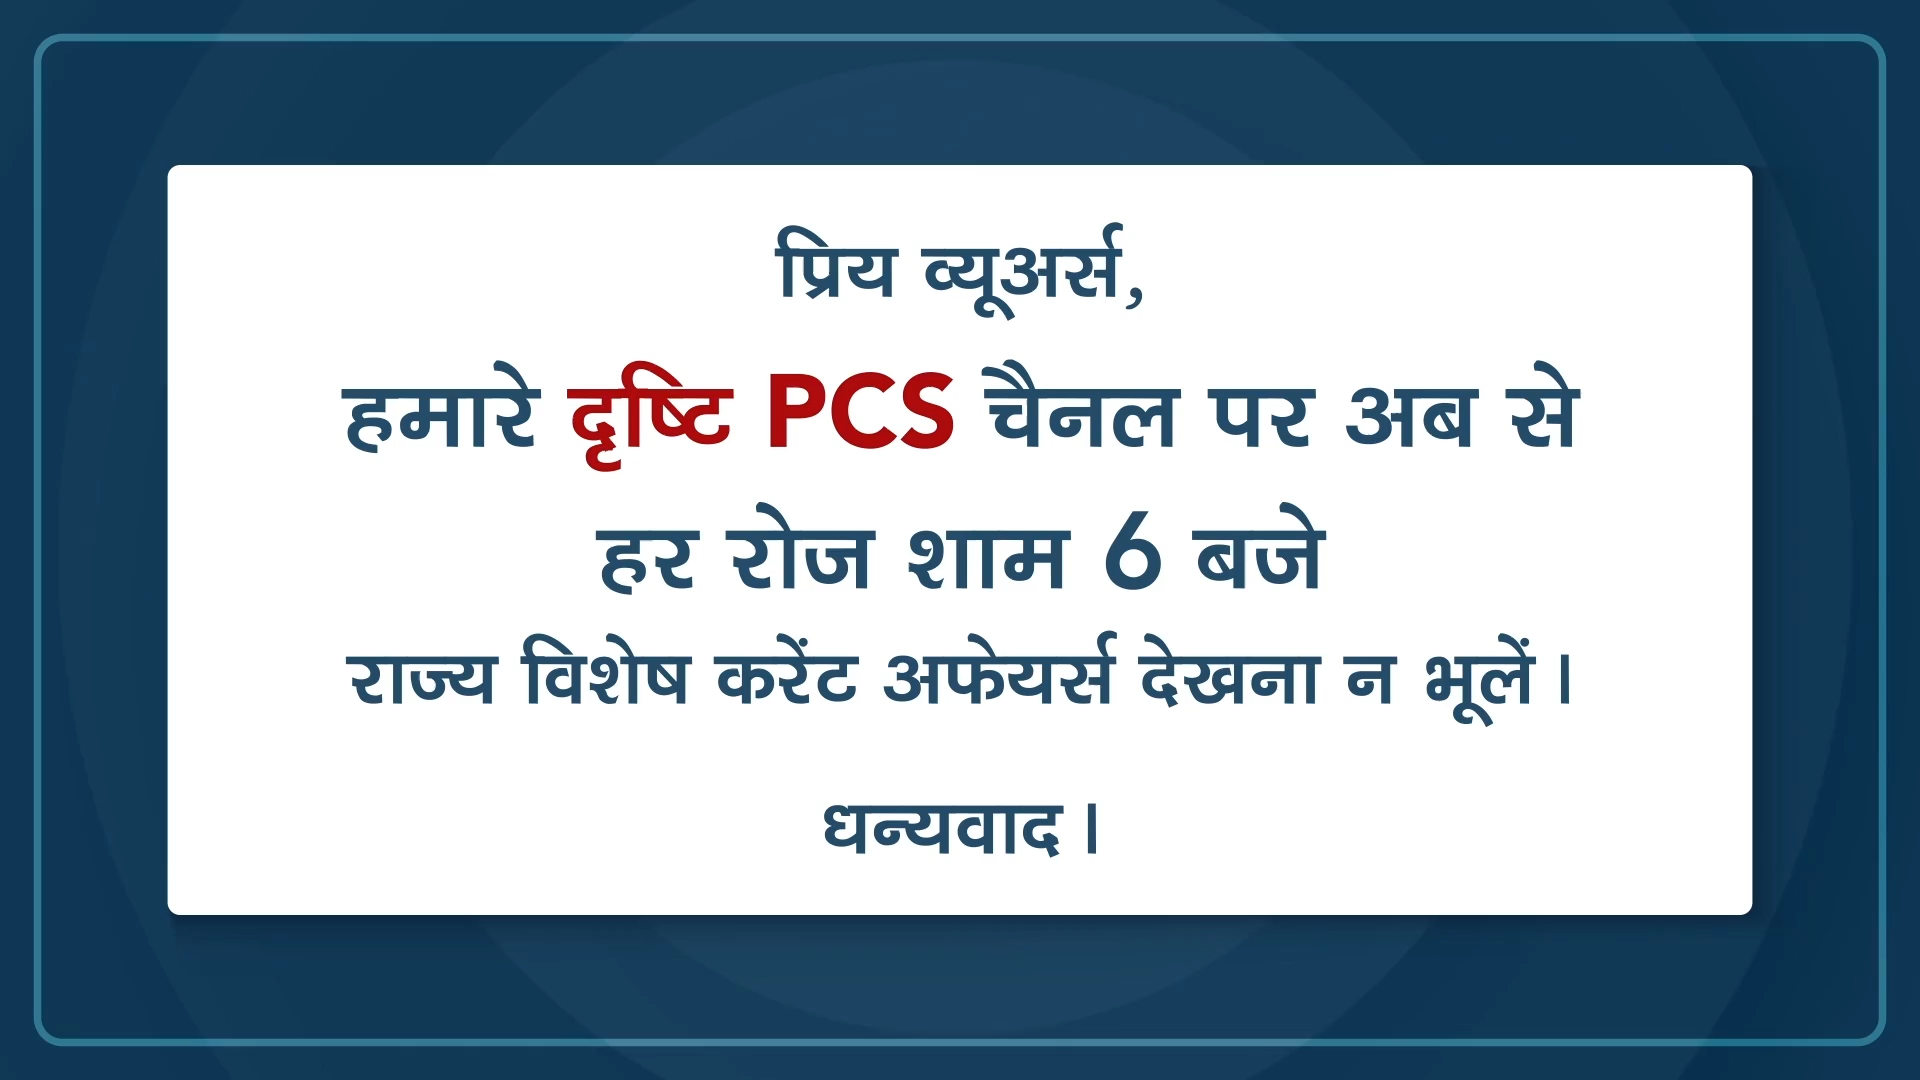 प्रिय व्यूअर्स,
हमारे दृष्टि PCS चैनल पर अब से
हर रोज शाम 6 बजे
राज्य विशेष करेंट अफेयर्स देखना न भूलें।
धन्यवाद।